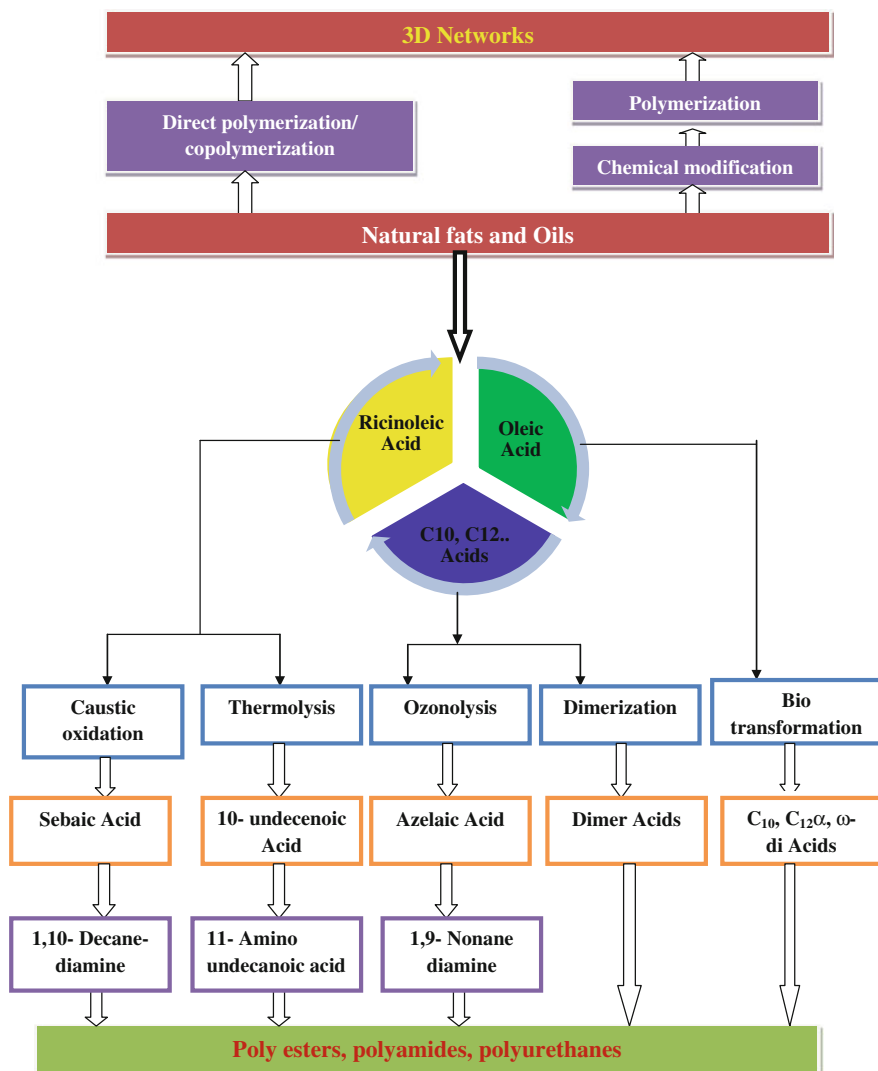 3D Networks
Direct polymerization/
copolymerization
Polymerization
Chemical modification
Natural fats and Oils
Ricinoleic
Acid
Oleic
Acid
C10, C12..
Acids
Caustic
oxidation
Thermolysis
Ozonolysis
Dimerization
Bio
transformation
Sebaic Acid
10- undecenoic
Acid
Azelaic Acid
Dimer Acids
C₁₀, C₁₂α, ω-
di Acids
1,10- Decane-
diamine
11- Amino
undecanoic acid
1,9- Nonane
diamine
Poly esters, polyamides, polyurethanes